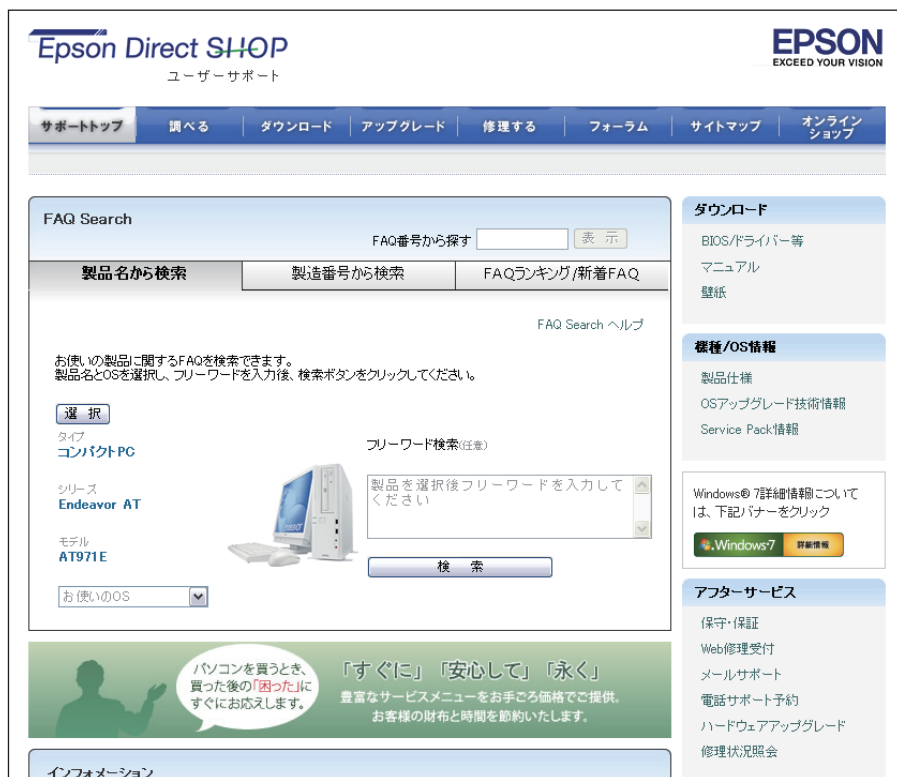 Epson Direct SHOP
ユーザーサポート
EPSON
EXCEED YOUR VISION
サポートトップ
調べる
ダウンロード
アップグレード
修理する
フォーラム
サイトマップ
オンライン
ショップ
FAQ Search
FAQ番号から探す
表 示
製品名から検索
製造番号から検索
FAQランキング/新着FAQ
FAQ Search ヘルプ
お使いの製品に関するFAQを検索できます。
製品名とOSを選択し、フリーワードを入力後、検索ボタンをクリックしてください。
選 択
タイプ
コンパクトPC
シリーズ
Endeavor AT
モデル
AT971E
お使いのOS
フリーワード検索(任意)
製品を選択後フリーワードを入力して
ください
検 索
パソコンを買うとき、
買った後の「困った」に
すぐにお応えします。
「すぐに」「安心して」「永く」
豊富なサービスメニューをお手ごろ価格でご提供。
お客様の財布と時間を節約いたします。
インフォメーション
ダウンロード
BIOS/ドライバー等
マニュアル
壁紙
機種/OS情報
製品仕様
OSアップグレード技術情報
Service Pack情報
Windows® 7詳細情報について
は、下記バナーをクリック
Windows7 詳細情報
アフターサービス
保守・保証
Web修理受付
メールサポート
電話サポート予約
ハードウェアアップグレード
修理状況照会